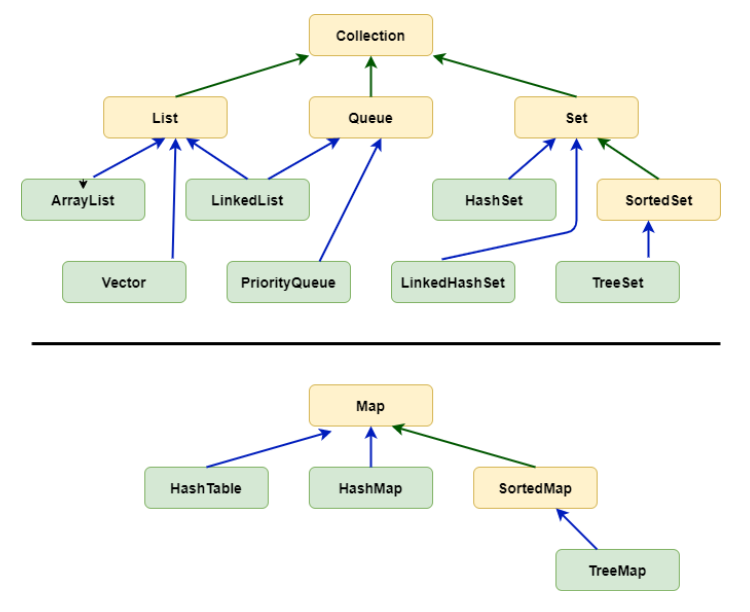 Collection
List
Queue
Set
ArrayList
LinkedList
HashSet
SortedSet
Vector
PriorityQueue
LinkedHashSet
TreeSet
Map
HashTable
HashMap
SortedMap
TreeMap